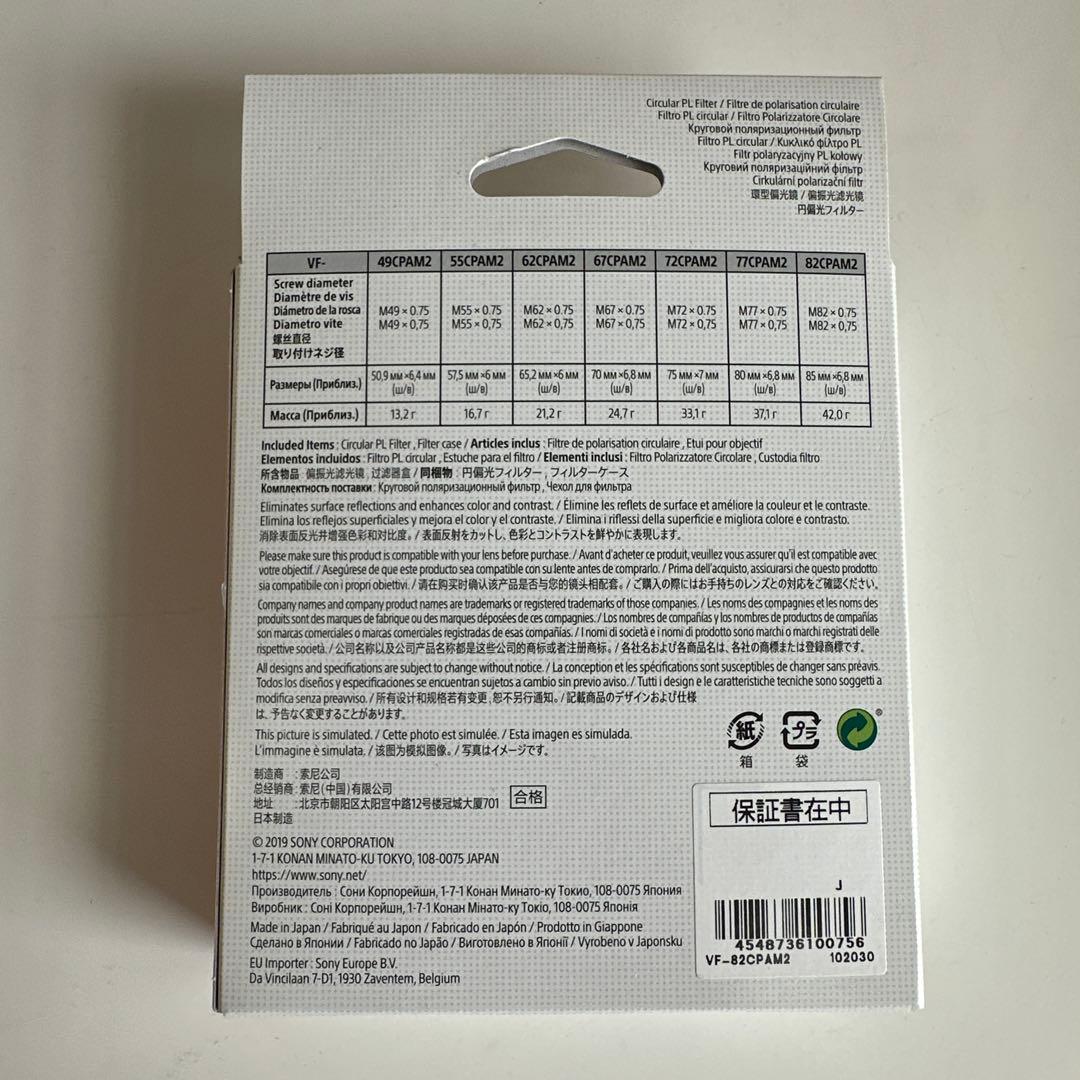 Circular PL Filter / Filtre de polarisation circulaire
Filtro PL circular / Filtro Polarizzatore Circolare
Круговой поляризационный фильтр
Filtro PL circular / Κυκλικό φίλτρο PL
Filtr polaryzacyjny PL kołowy
Круговий поляризаційний фільтр
Cirkulární polarizační filtr
環型偏光鏡 / 偏振光滤光镜
円偏光フィルター
VF- 49CPAM2 55CPAM2 62CPAM2 67CPAM2 72CPAM2 77CPAM2 82CPAM2
Screw diameter
Diamètre de vis
Diámetro de la rosca M49 × 0.75 M55 × 0.75 M62 × 0.75 M67 × 0.75 M72 × 0.75 M77 × 0.75 M82 × 0.75
Diametro vite M49 × 0,75 M55 × 0,75 M62 × 0,75 M67 × 0,75 M72 × 0,75 M77 × 0,75 M82 × 0,75
螺丝直径
取り付けネジ径
Размеры (Приблиз.) 50,9 мм ×6,4 мм (ш/в) 57,5 мм ×6 мм (ш/в) 65,2 мм ×6 мм (ш/в) 70 мм ×6,8 мм (ш/в) 75 мм ×7 мм (ш/в) 80 мм ×6,8 мм (ш/в) 85 мм ×6,8 мм (ш/в)
Масса (Приблиз.) 13,2 г 16,7 г 21,2 г 24,7 г 33,1 г 37,1 г 42,0 г
Included Items : Circular PL Filter , Filter case / Articles inclus : Filtre de polarisation circulaire , Etui pour objectif
Elementos incluidos : Filtro PL circular , Estuche para el filtro / Elementi inclusi : Filtro Polarizzatore Circolare , Custodia filtro
所含物品 : 偏振光滤光镜 , 过滤器盒 / 同梱物 : 円偏光フィルター , フィルターケース
Комплектность поставки : Круговой поляризационный фильтр , Чехол для фильтра
Eliminates surface reflections and enhances color and contrast. / Élimine les reflets de surface et améliore la couleur et le contraste.
Elimina los reflejos superficiales y mejora el color y el contraste. / Elimina i riflessi della superficie e migliora colore e contrasto.
消除表面反光并增强色彩和对比度。/ 表面反射をカットし、色彩とコントラストを鮮やかに表現します。
Please make sure this product is compatible with your lens before purchase. / Avant d'acheter ce produit, veuillez vous assurer qu'il est compatible avec
votre objectif. / Asegúrese de que este producto sea compatible con su lente antes de comprarlo. / Prima dell'acquisto, assicurarsi che questo prodotto
sia compatibile con i propri obiettivi. / 请在购买时确认该产品是否与您的镜头相配套。/ ご購入の際にはお手持ちのレンズとの対応をご確認ください。
Company names and company product names are trademarks or registered trademarks of those companies. / Les noms des compagnies et les noms des
produits sont des marques de fabrique ou des marques déposées de ces compagnies. / Los nombres de compañías y los nombres de productos de compañías
son marcas comerciales o marcas comerciales registradas de esas compañías. / I nomi di società e i nomi di prodotto sono marchi o marchi registrati delle
rispettive società. / 公司名称以及公司产品名称都是这些公司的商标或者注册商标。/ 各社名および各商品名は、各社の商標または登録商標です。
All designs and specifications are subject to change without notice. / La conception et les spécifications sont susceptibles de changer sans préavis.
Todos los diseños y especificaciones se encuentran sujetos a cambio sin previo aviso. / Tutti i design e le caratteristiche tecniche sono soggetti a
modifica senza preavviso. / 所有设计和规格若有变更,恕不另行通知。/ 記載商品のデザインおよび仕様
は、予告なく変更することがあります。
This picture is simulated. / Cette photo est simulée. / Esta imagen es simulada.
L'immagine è simulata. / 该图为模拟图像。/ 写真はイメージです。
紙 プラ ®
箱 袋
制造商 : 索尼公司
总经销商 : 索尼(中国)有限公司
地址 : 北京市朝阳区太阳宫中路12号楼冠城大厦701 合格
日本制造
© 2019 SONY CORPORATION
1-7-1 KONAN MINATO-KU TOKYO, 108-0075 JAPAN
https://www.sony.net/
Производитель : Сони Корпорейшн, 1-7-1 Конан Минато-ку Токио, 108-0075 Япония
Виробник : Соні Корпорейшн, 1-7-1 Конан Мінато-ку Токіо, 108-0075 Японія
Made in Japan / Fabriqué au Japon / Fabricado en Japón / Prodotto in Giappone
Сделано в Японии / Fabricado no Japão / Виготовлено в Японії / Vyrobeno v Japonsku
EU Importer : Sony Europe B.V.
Da Vincilaan 7-D1, 1930 Zaventem, Belgium
保証書在中
J
4548736100756
VF-82CPAM2 102030